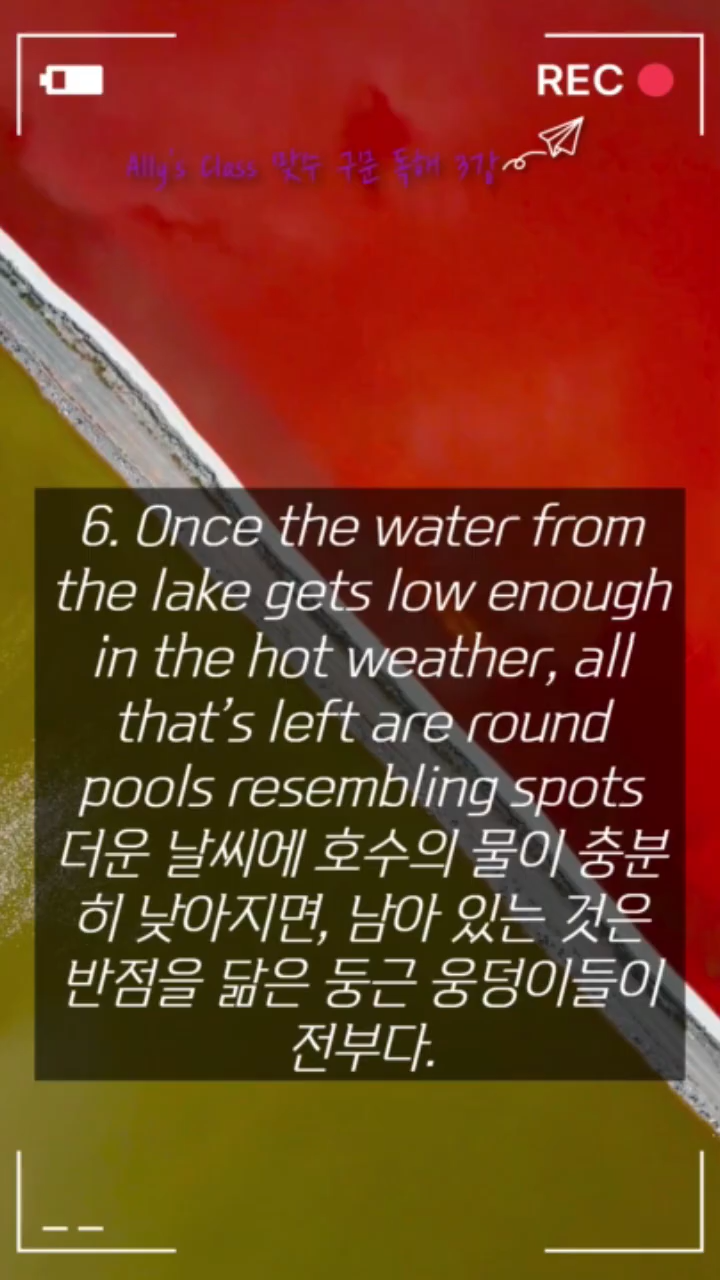 REC
Ally's Class 맞수 구문 독해 3강
6. Once the water from
the lake gets low enough
in the hot weather, all
that's left are round
pools resembling spots
더운 날씨에 호수의 물이 충분
히 낮아지면, 남아 있는 것은
반점을 닮은 둥근 웅덩이들이
전부다.